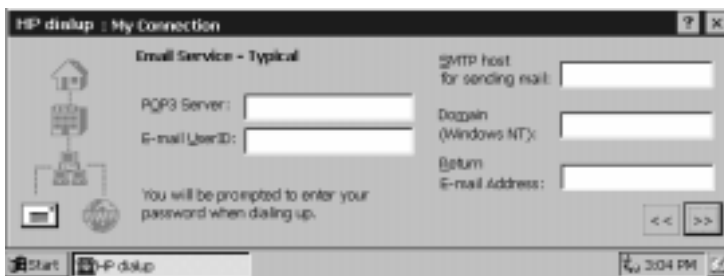 HP dialup : My Connection
Email Service - Typical
POP3 Server:
E-mail UserID:
You will be prompted to enter your
password when dialing up.
SMTP host
for sending mail:
Domain
(Windows NT):
Return
E-mail Address:
<< >>
Start
HP dialup
3:04 PM